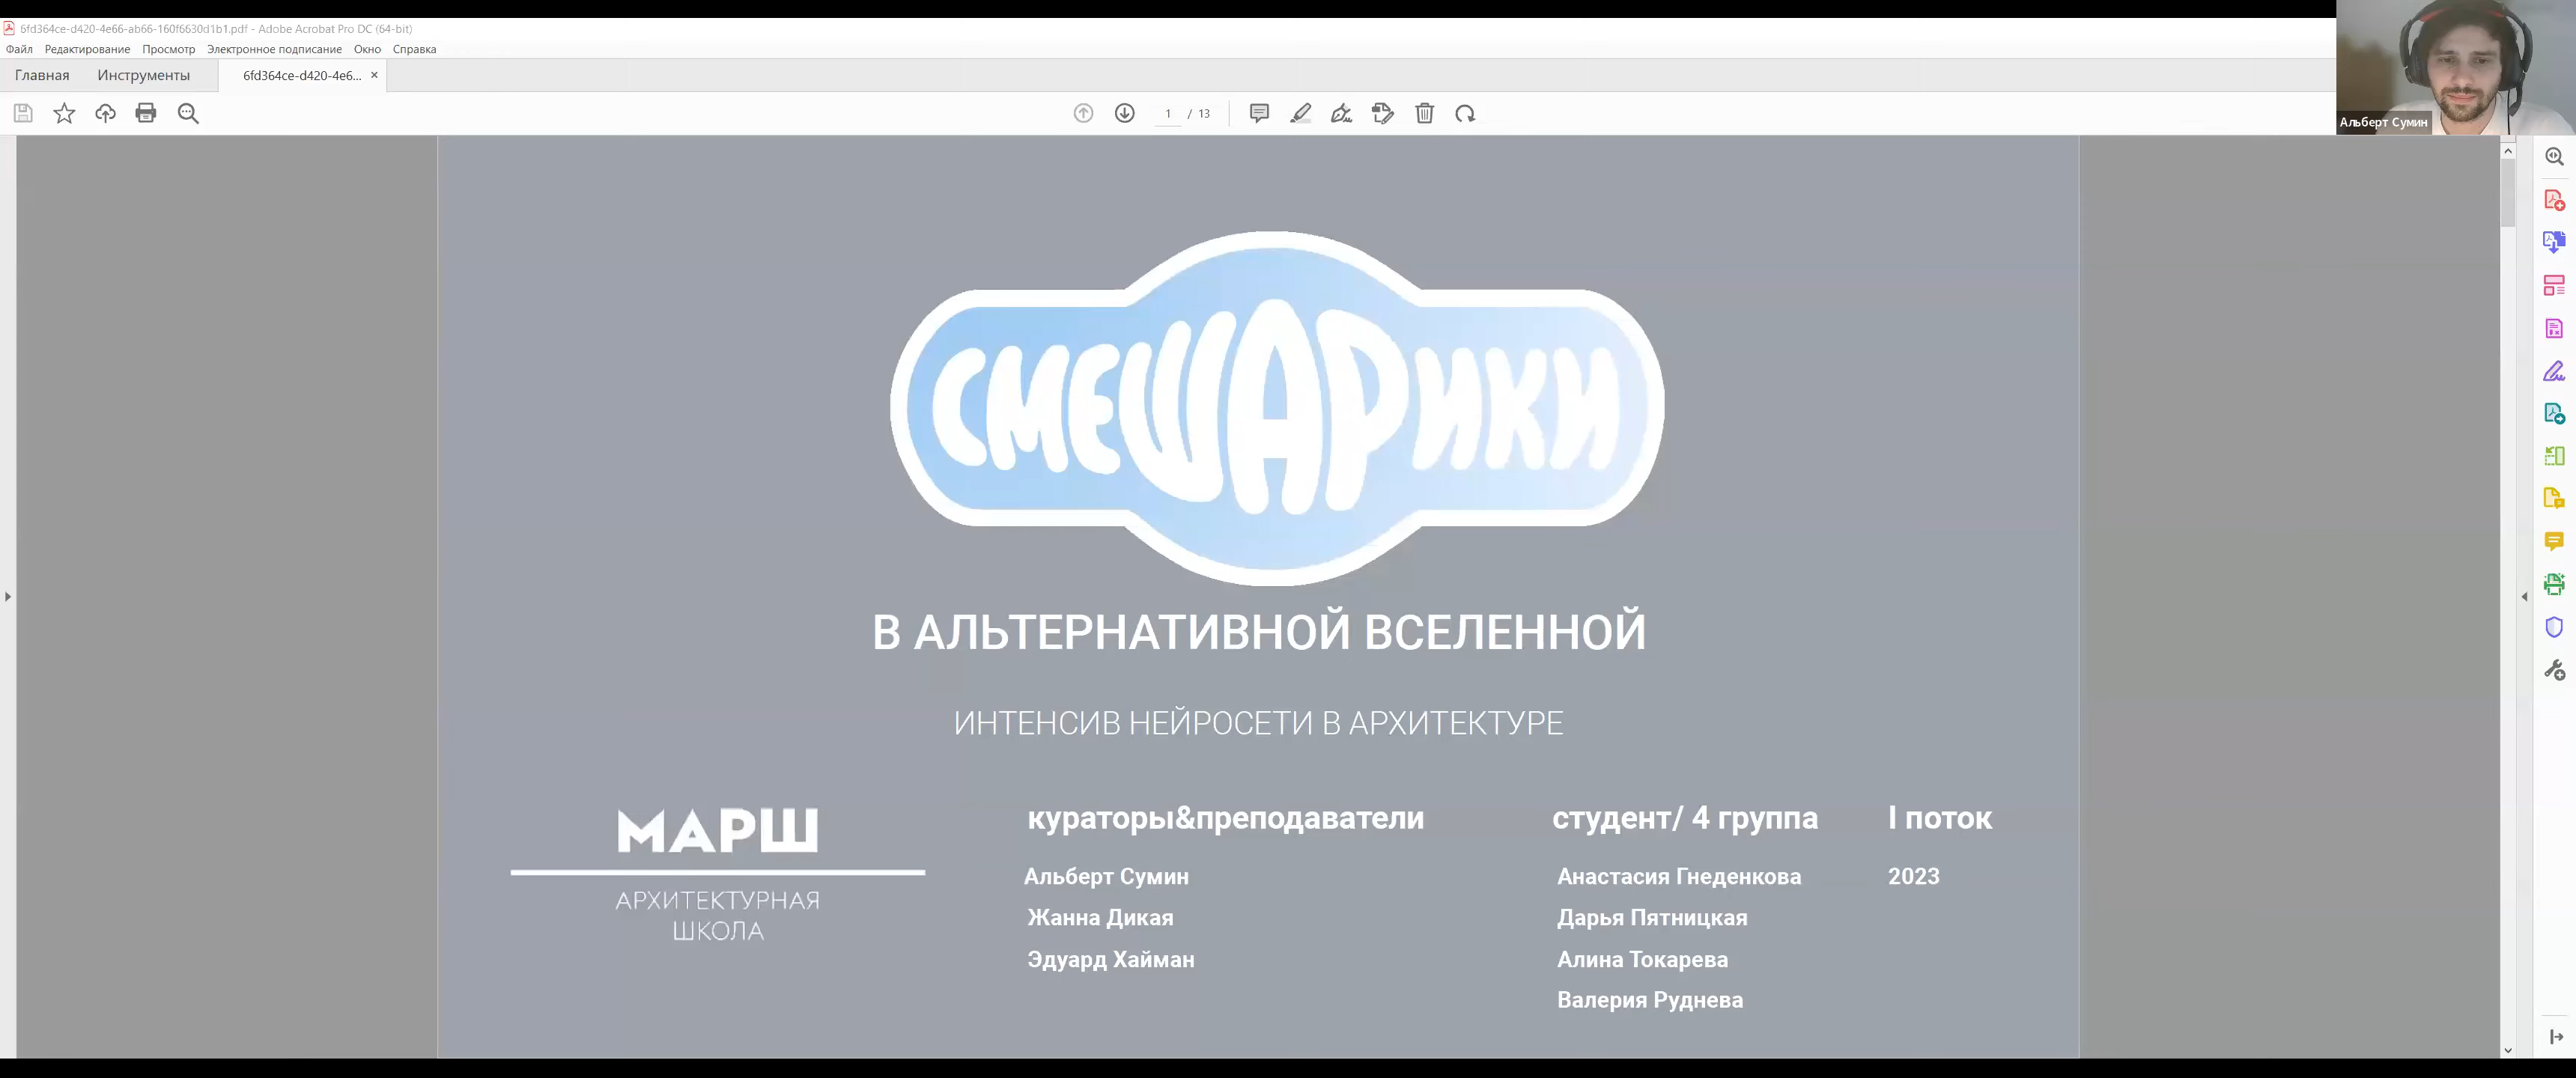 6fd364ce-d420-4e66-ab66-160f6630d1b1.pdf - Adobe Acrobat Pro DC (64-bit)
Файл Редактирование Просмотр Электронное подписание Окно Справка
Главная Инструменты 6fd364ce-d420-4e6... ×
1 / 13
Альберт Сумин
СМЕШАРИКИ
В АЛЬТЕРНАТИВНОЙ ВСЕЛЕННОЙ
ИНТЕНСИВ НЕЙРОСЕТИ В АРХИТЕКТУРЕ
МАРШ
АРХИТЕКТУРНАЯ
ШКОЛА
кураторы&преподаватели
Альберт Сумин
Жанна Дикая
Эдуард Хайман
студент/ 4 группа
Анастасия Гнеденкова
Дарья Пятницкая
Алина Токарева
Валерия Руднева
I поток
2023